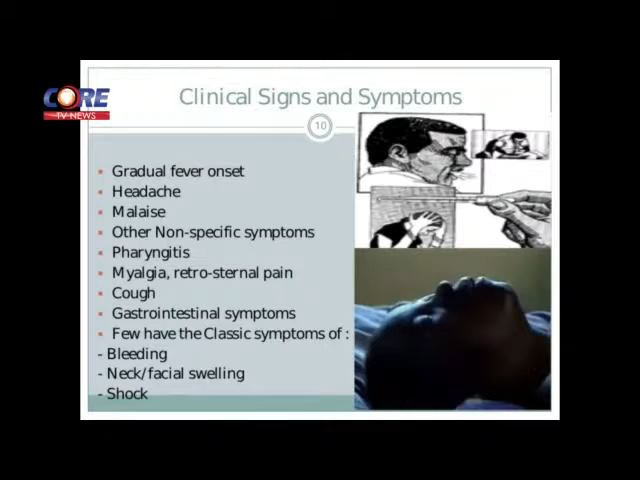 CORE
TV-NEWS
Clinical Signs and Symptoms
10
Gradual fever onset
Headache
Malaise
Other Non-specific symptoms
Pharyngitis
Myalgia, retro-sternal pain
Cough
Gastrointestinal symptoms
Few have the Classic symptoms of :
- Bleeding
- Neck/facial swelling
- Shock